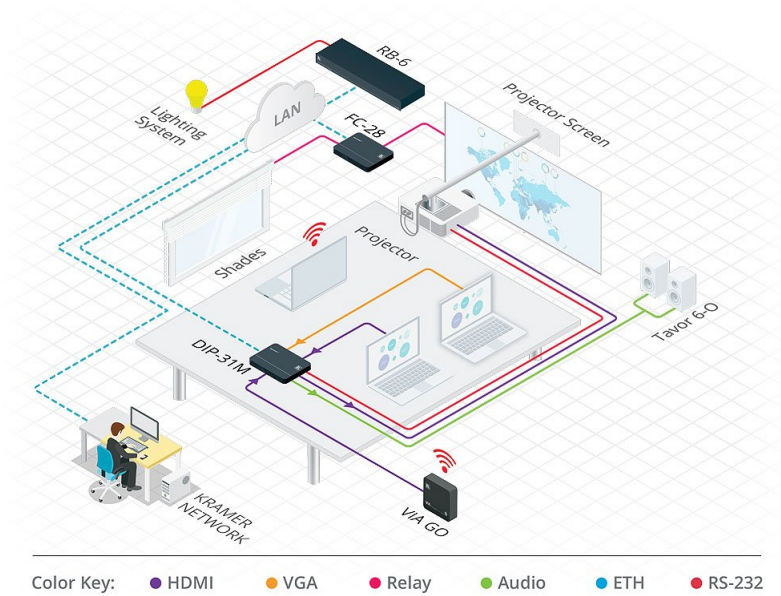 RB-6
LAN
Lighting
System
FC-28
Projector Screen
Shades
Projector
Tavor 6-O
DIP-31M
KRAMER
NETWORK
VIA GO
Color Key: HDMI VGA Relay Audio ETH RS-232